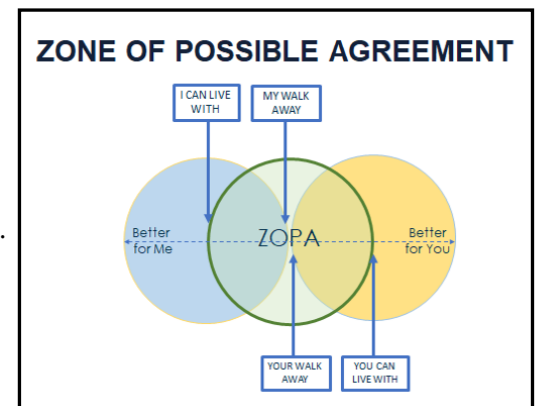 ZONE OF POSSIBLE AGREEMENT
I CAN LIVE
WITH
MY WALK
AWAY
Better
for Me
ZOPA
Better
for You
YOUR WALK
AWAY
YOU CAN
LIVE WITH
.